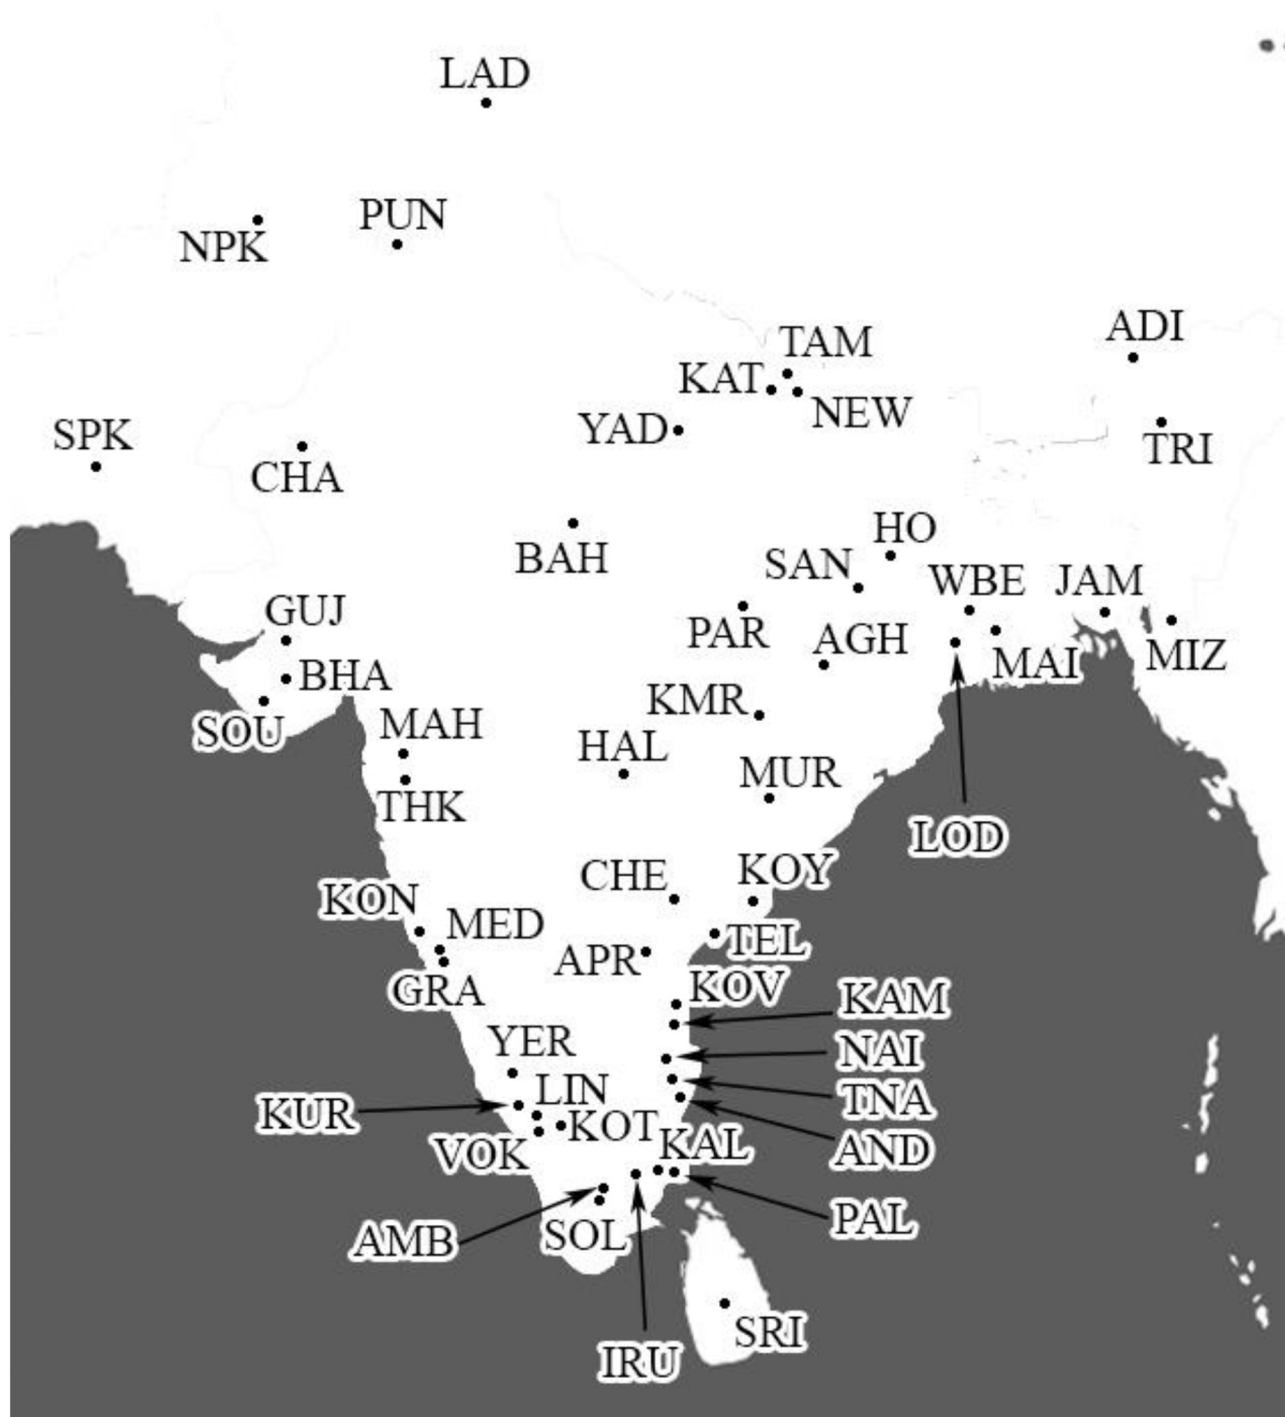 LAD
PUN
NPK
ADI
TAM
KAT
NEW
YAD
SPK
TRI
CHA
HO
BAH
SAN
WBE
JAM
GUJ
PAR
AGH
MAI
MIZ
BHA
KMR
SOU
MAH
HAL
MUR
THK
LOD
CHE
KOY
KON
MED
TEL
APR
GRA
KOV
KAM
YER
NAI
LIN
TNA
KUR
KOT
VOK
KAL
AND
PAL
AMB
SOL
SRI
IRU